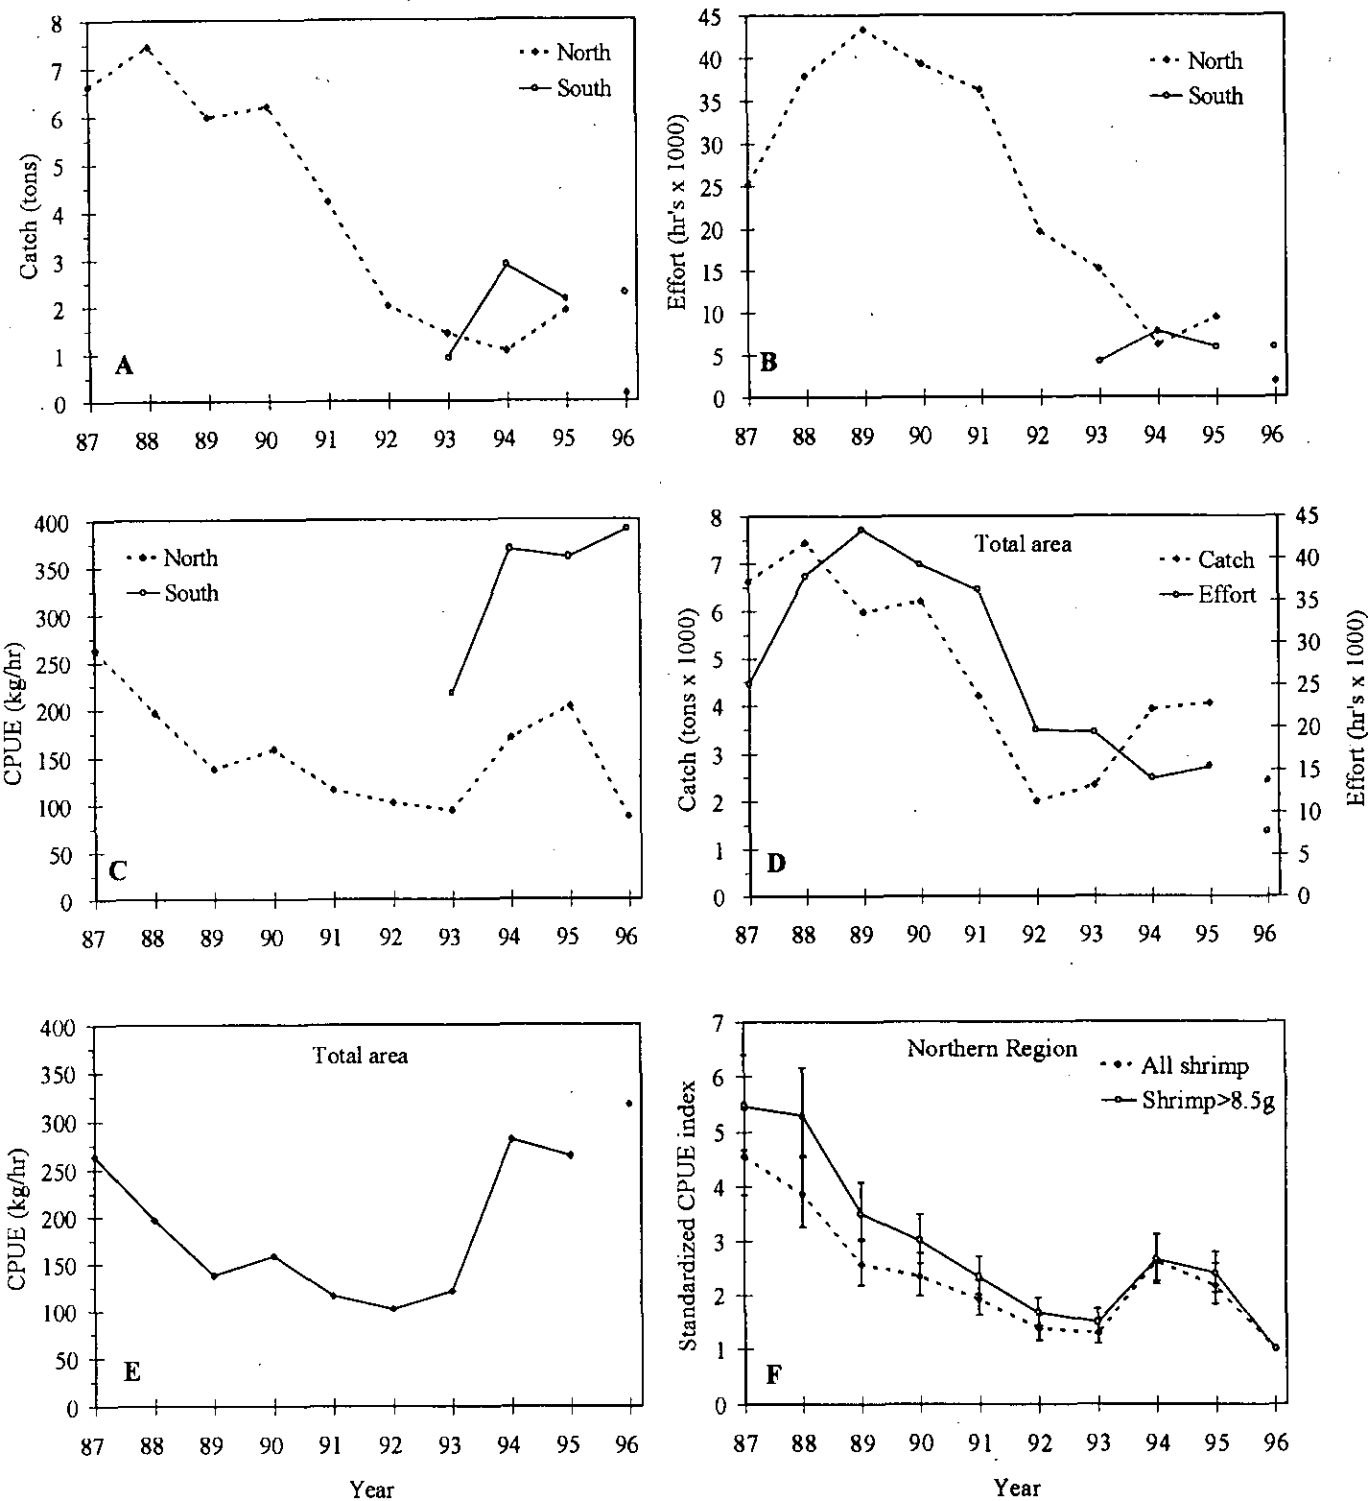 8
7
6
5
4
3
2
1
0
Catch (tons)
North
South
A
87 88 89 90 91 92 93 94 95 96
45
40
35
30
25
20
15
10
5
0
Effort (hr's x 1000)
North
South
B
87 88 89 90 91 92 93 94 95 96
400
350
300
250
200
150
100
50
0
CPUE (kg/hr)
North
South
C
87 88 89 90 91 92 93 94 95 96
8
7
6
5
4
3
2
1
0
Catch (tons x 1000)
Total area
Catch
Effort
D
45
40
35
30
25
20
15
10
5
0
Effort (hr's x 1000)
87 88 89 90 91 92 93 94 95 96
400
350
300
250
200
150
100
50
0
CPUE (kg/hr)
Total area
E
87 88 89 90 91 92 93 94 95 96
Year
7
6
5
4
3
2
1
0
Standardized CPUE index
Northern Region
All shrimp
Shrimp>8.5g
F
87 88 89 90 91 92 93 94 95 96
Year